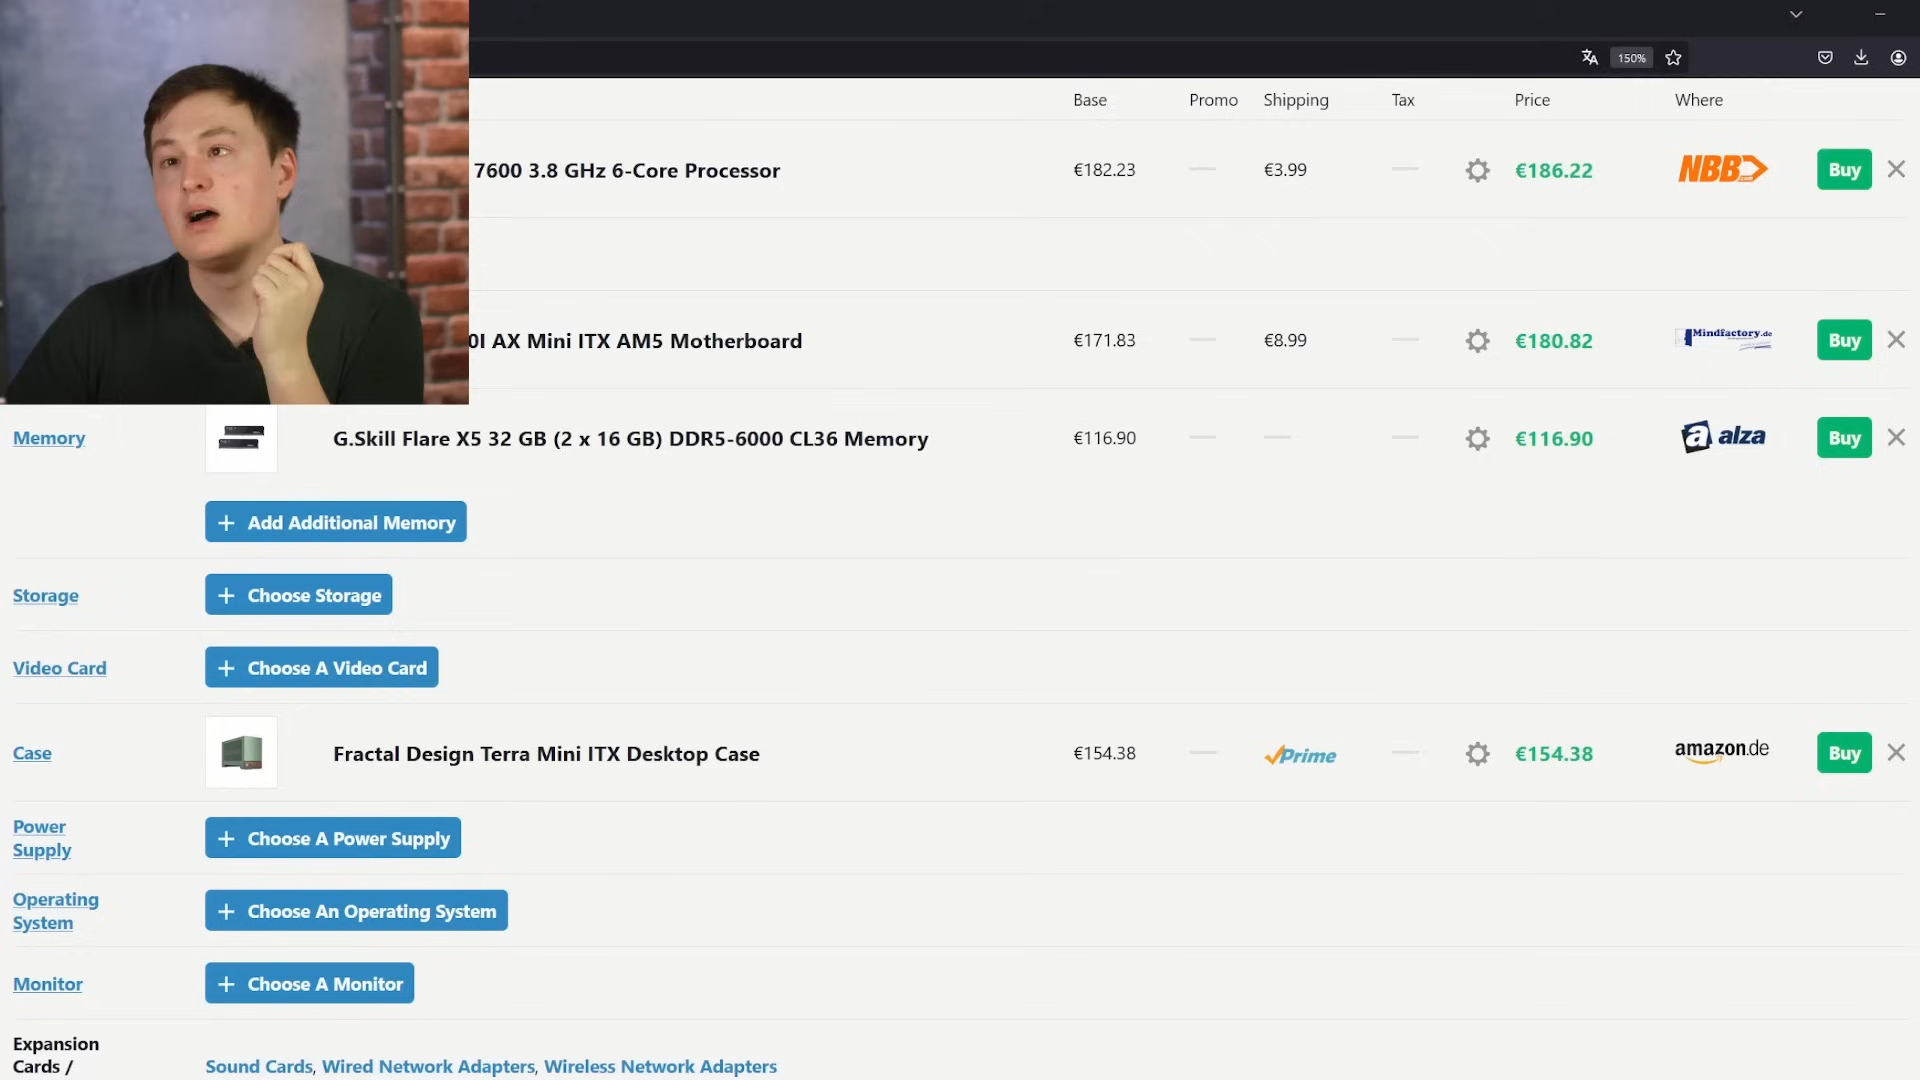 150%
Base Promo Shipping Tax Price Where
7600 3.8 GHz 6-Core Processor €182.23 €3.99 €186.22 NBB.com Buy
0I AX Mini ITX AM5 Motherboard €171.83 €8.99 €180.82 Mindfactory.de Buy
Memory G.Skill Flare X5 32 GB (2 x 16 GB) DDR5-6000 CL36 Memory €116.90 €116.90 alza Buy
+ Add Additional Memory
Storage + Choose Storage
Video Card + Choose A Video Card
Case Fractal Design Terra Mini ITX Desktop Case €154.38 Prime €154.38 amazon.de Buy
Power
Supply
+ Choose A Power Supply
Operating
System
+ Choose An Operating System
Monitor + Choose A Monitor
Expansion
Cards /
Sound Cards, Wired Network Adapters, Wireless Network Adapters